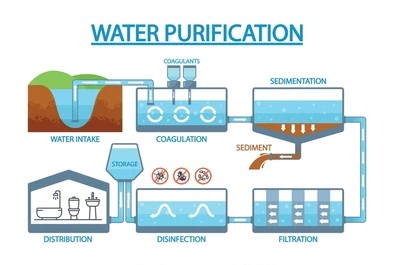 WATER PURIFICATION
COAGULANTS
SEDIMENTATION
WATER INTAKE
COAGULATION
SEDIMENT
STORAGE
DISTRIBUTION
DISINFECTION
FILTRATION